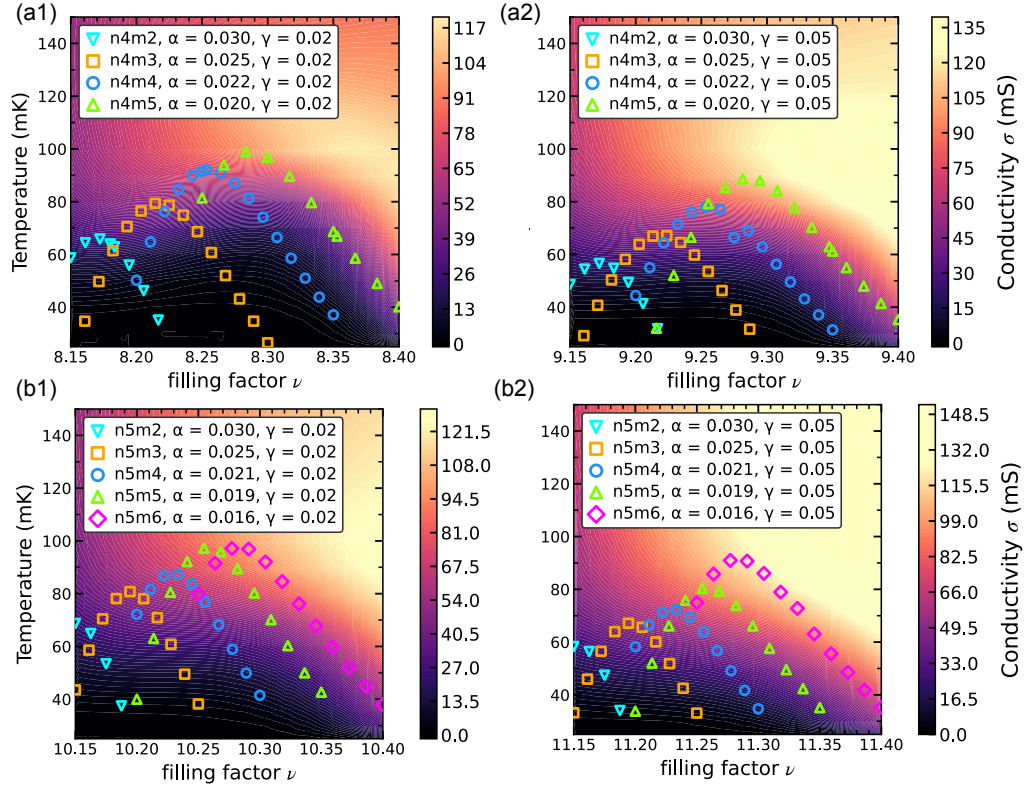 (a1)
Temperature (mK)
140
120
100
80
60
40
n4m2, α = 0.030, γ = 0.02
n4m3, α = 0.025, γ = 0.02
n4m4, α = 0.022, γ = 0.02
n4m5, α = 0.020, γ = 0.02
8.15
8.20
8.25
8.30
8.35
8.40
filling factor ν
117
104
91
78
65
52
39
26
13
0
(a2)
140
120
100
80
60
40
n4m2, α = 0.030, γ = 0.05
n4m3, α = 0.025, γ = 0.05
n4m4, α = 0.022, γ = 0.05
n4m5, α = 0.020, γ = 0.05
9.15
9.20
9.25
9.30
9.35
9.40
filling factor ν
135
120
105
90
75
60
45
30
15
0
Conductivity σ (mS)
(b1)
Temperature (mK)
140
120
100
80
60
40
n5m2, α = 0.030, γ = 0.02
n5m3, α = 0.025, γ = 0.02
n5m4, α = 0.021, γ = 0.02
n5m5, α = 0.019, γ = 0.02
n5m6, α = 0.016, γ = 0.02
10.15
10.20
10.25
10.30
10.35
10.40
filling factor ν
121.5
108.0
94.5
81.0
67.5
54.0
40.5
27.0
13.5
0.0
(b2)
140
120
100
80
60
40
n5m2, α = 0.030, γ = 0.05
n5m3, α = 0.025, γ = 0.05
n5m4, α = 0.021, γ = 0.05
n5m5, α = 0.019, γ = 0.05
n5m6, α = 0.016, γ = 0.05
11.15
11.20
11.25
11.30
11.35
11.40
filling factor ν
148.5
132.0
115.5
99.0
82.5
66.0
49.5
33.0
16.5
0.0
Conductivity σ (mS)